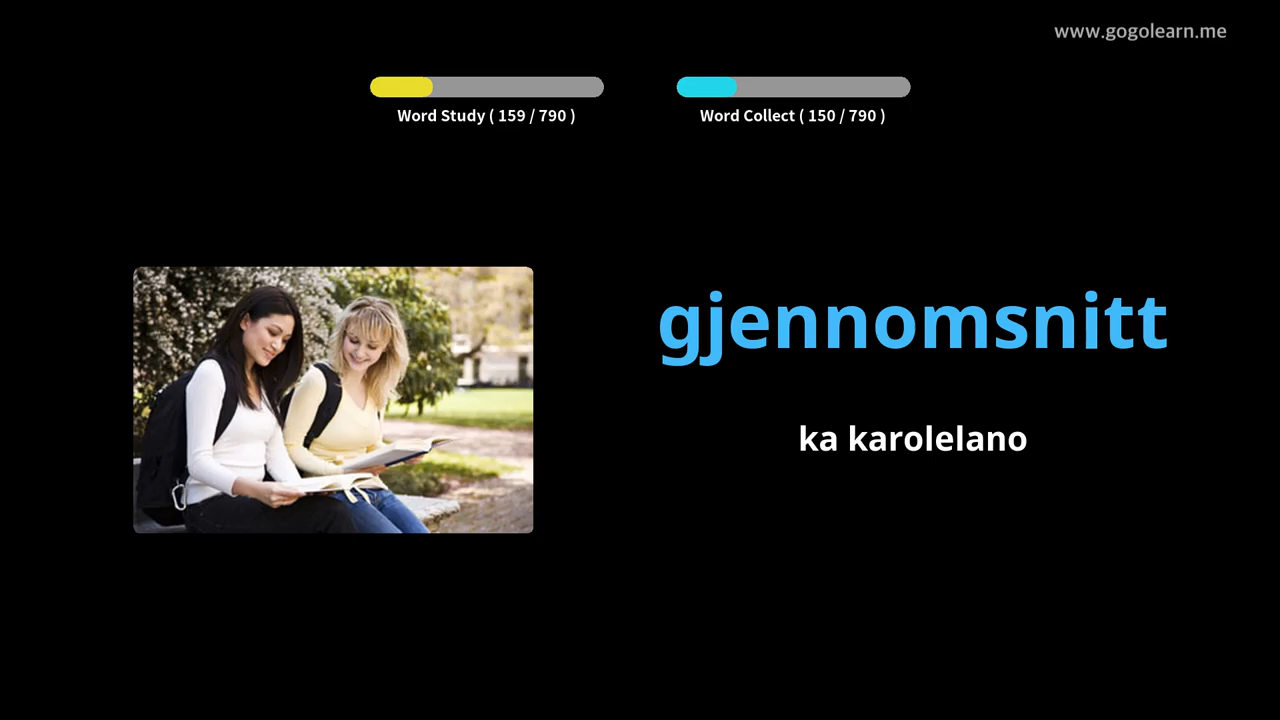 www.gogolearn.me
Word Study ( 159 / 790 )
Word Collect ( 150 / 790 )
gjennomsnitt
ka karolelano